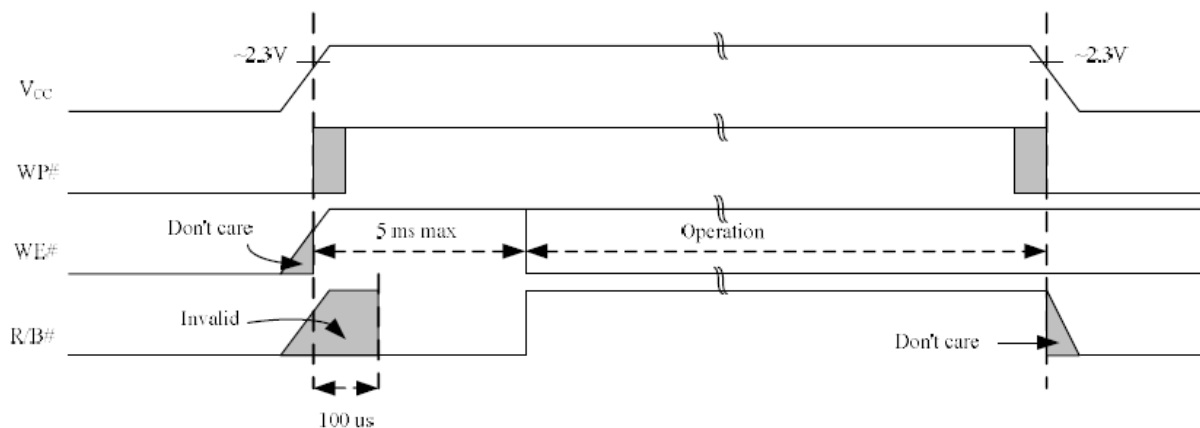 ~2.3V
~2.3V
VCC
WP#
Don't care
5 ms max
Operation
WE#
Invalid
R/B#
Don't care
100 us